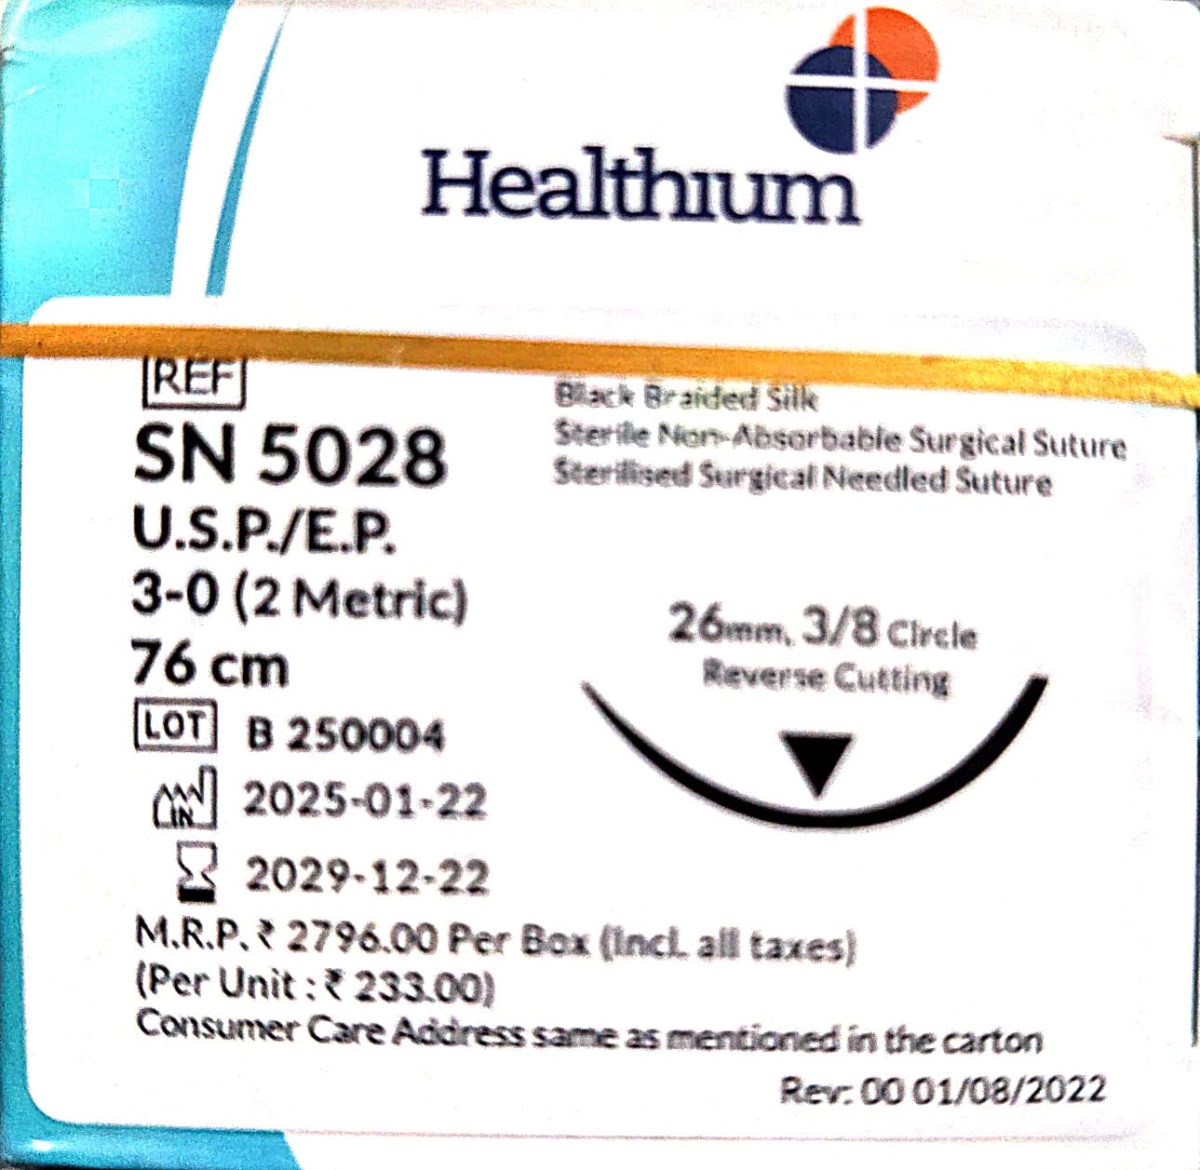 Healthium
REF
SN 5028
U.S.P./E.P.
3-0 (2 Metric)
76 cm
LOT B 250004
IN 2025-01-22
2029-12-22
Black Braided Silk
Sterile Non-Absorbable Surgical Suture
Sterilised Surgical Needled Suture
26mm, 3/8 Circle
Reverse Cutting
M.R.P. ₹ 2796.00 Per Box (Incl. all taxes)
(Per Unit : ₹ 233.00)
Consumer Care Address same as mentioned in the carton
Rev: 00 01/08/2022